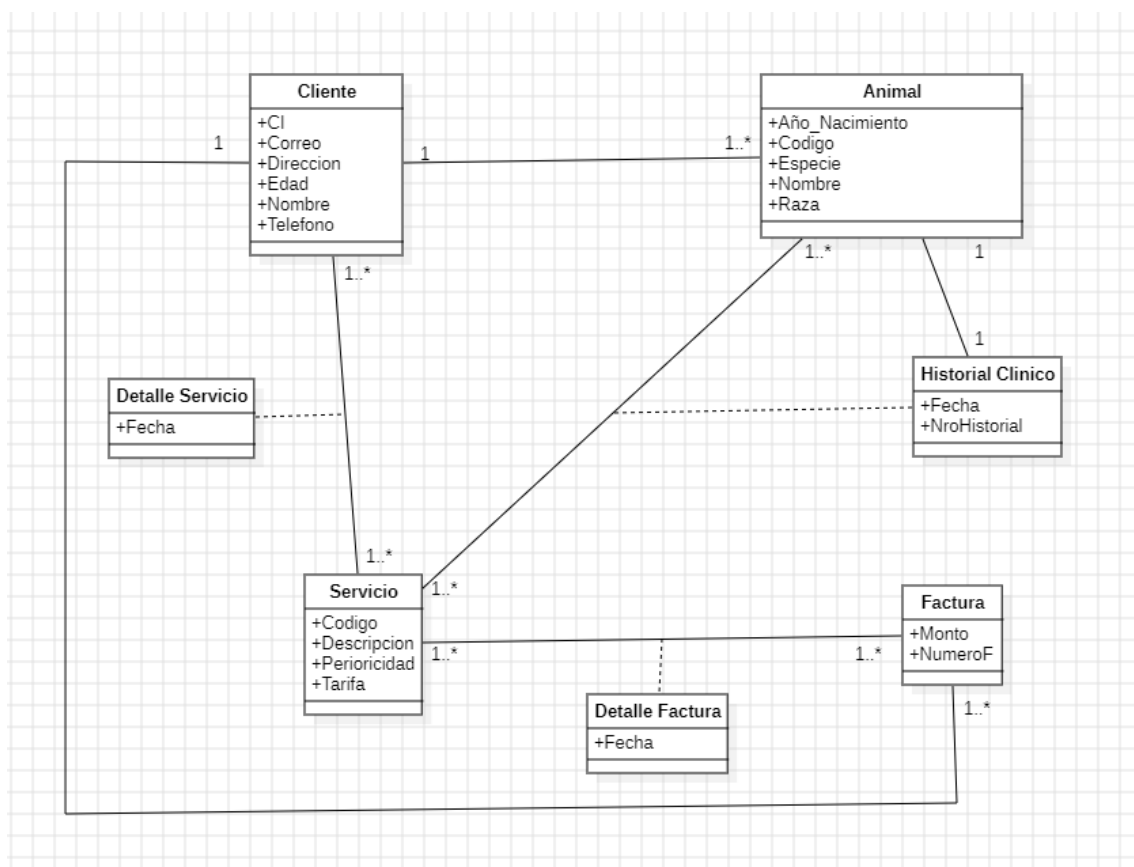 Cliente
+CI
+Correo
+Direccion
+Edad
+Nombre
+Telefono
Animal
+Año_Nacimiento
+Codigo
+Especie
+Nombre
+Raza
1
1
1..*
1..*
1..*
1
1
Historial Clinico
+Fecha
+NroHistorial
Detalle Servicio
+Fecha
1..*
1..*
Servicio
+Codigo
+Descripcion
+Perioricidad
+Tarifa
1..*
1..*
Factura
+Monto
+NumeroF
1..*
Detalle Factura
+Fecha